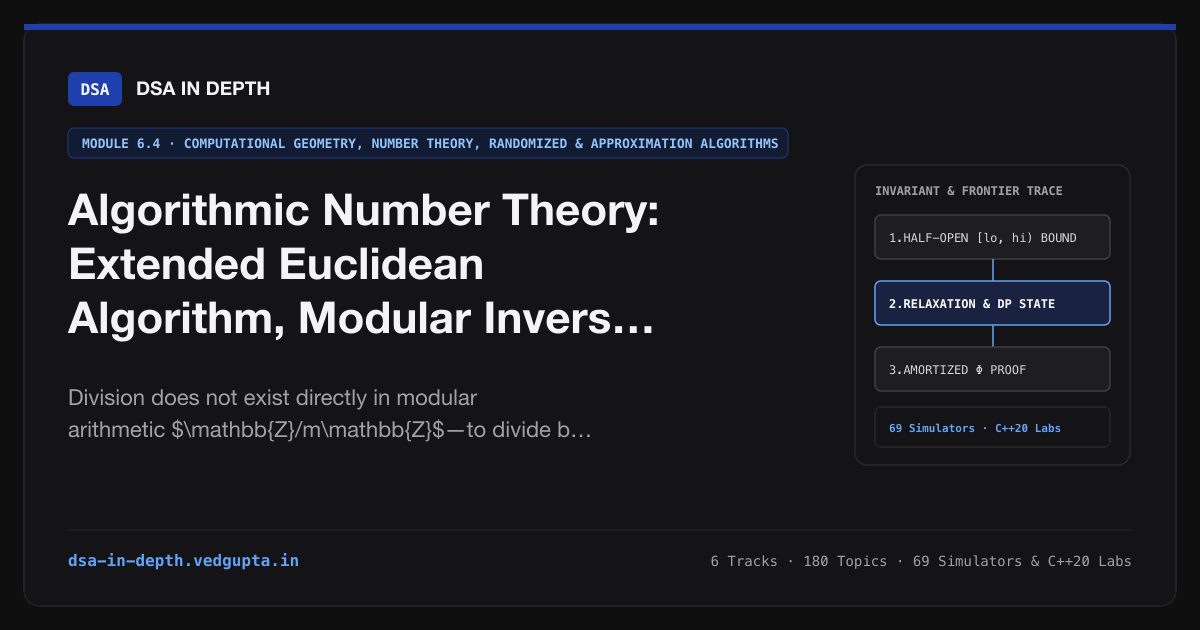 DSA
DSA IN DEPTH
MODULE 6.4 · COMPUTATIONAL GEOMETRY, NUMBER THEORY, RANDOMIZED & APPROXIMATION ALGORITHMS
Algorithmic Number Theory:
Extended Euclidean
Algorithm, Modular Invers...
Division does not exist directly in modular
arithmetic $\mathbb{Z}/m\mathbb{Z}$—to divide b...
INVARIANT & FRONTIER TRACE
1.HALF-OPEN [lo, hi) BOUND
2.RELAXATION & DP STATE
3.AMORTIZED Φ PROOF
69 Simulators · C++20 Labs
dsa-in-depth.vedgupta.in
6 Tracks · 180 Topics · 69 Simulators & C++20 Labs